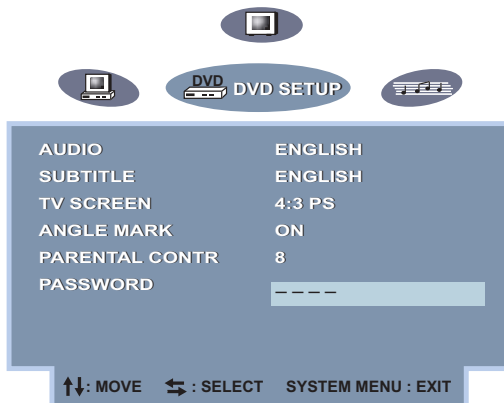 DVD DVD SETUP
AUDIO ENGLISH
SUBTITLE ENGLISH
TV SCREEN 4:3 PS
ANGLE MARK ON
PARENTAL CONTR 8
PASSWORD – – – –
: MOVE : SELECT SYSTEM MENU : EXIT